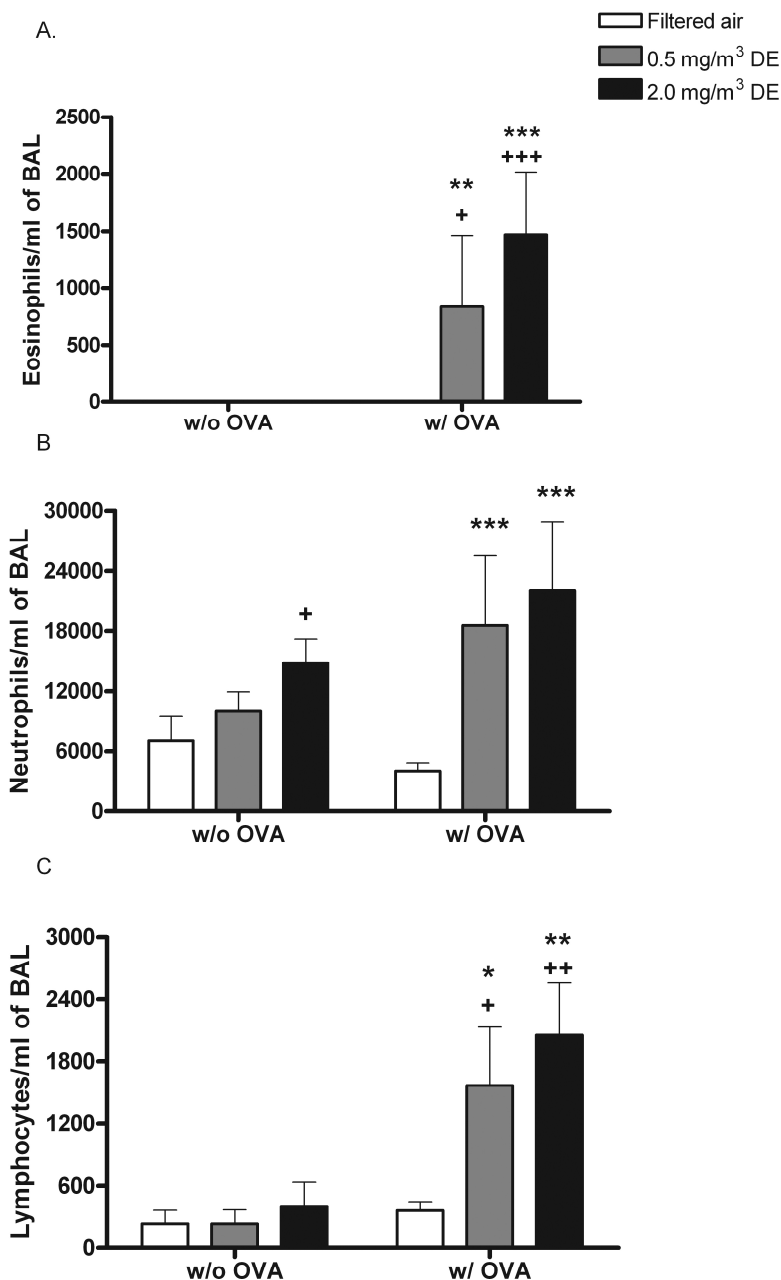 A.
Filtered air
0.5 mg/m³ DE
2.0 mg/m³ DE
Eosinophils/ml of BAL
2500
2000
1500
1000
500
0
**
+
***
+++
w/o OVA
w/ OVA
B
Neutrophils/ml of BAL
30000
24000
18000
12000
6000
0
+
***
***
w/o OVA
w/ OVA
C
Lymphocytes/ml of BAL
3000
2400
1800
1200
600
0
*
+
**
++
w/o OVA
w/ OVA